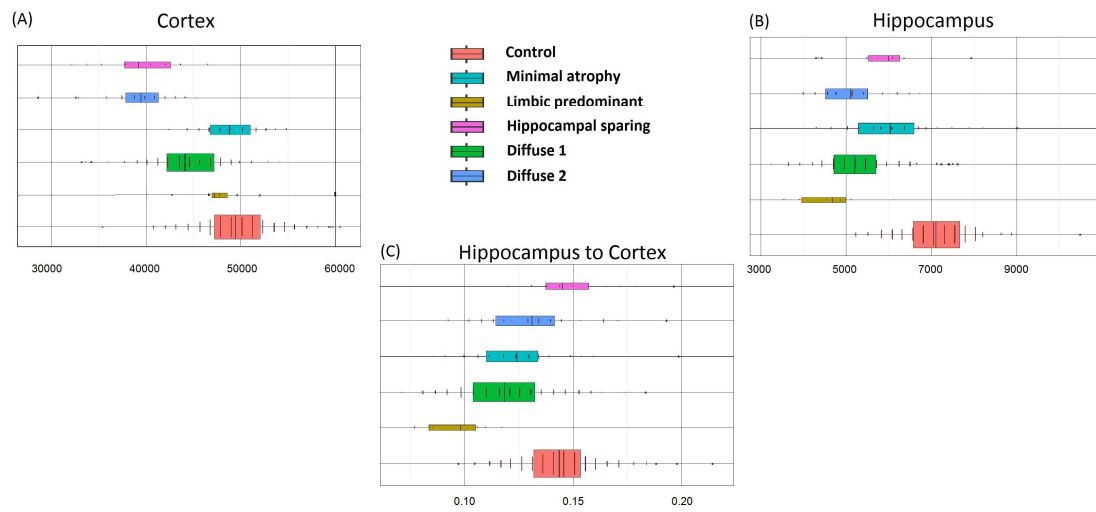 (A) Cortex
30000 40000 50000 60000
Control
Minimal atrophy
Limbic predominant
Hippocampal sparing
Diffuse 1
Diffuse 2
(B) Hippocampus
3000 5000 7000 9000
(C) Hippocampus to Cortex
0.10 0.15 0.20